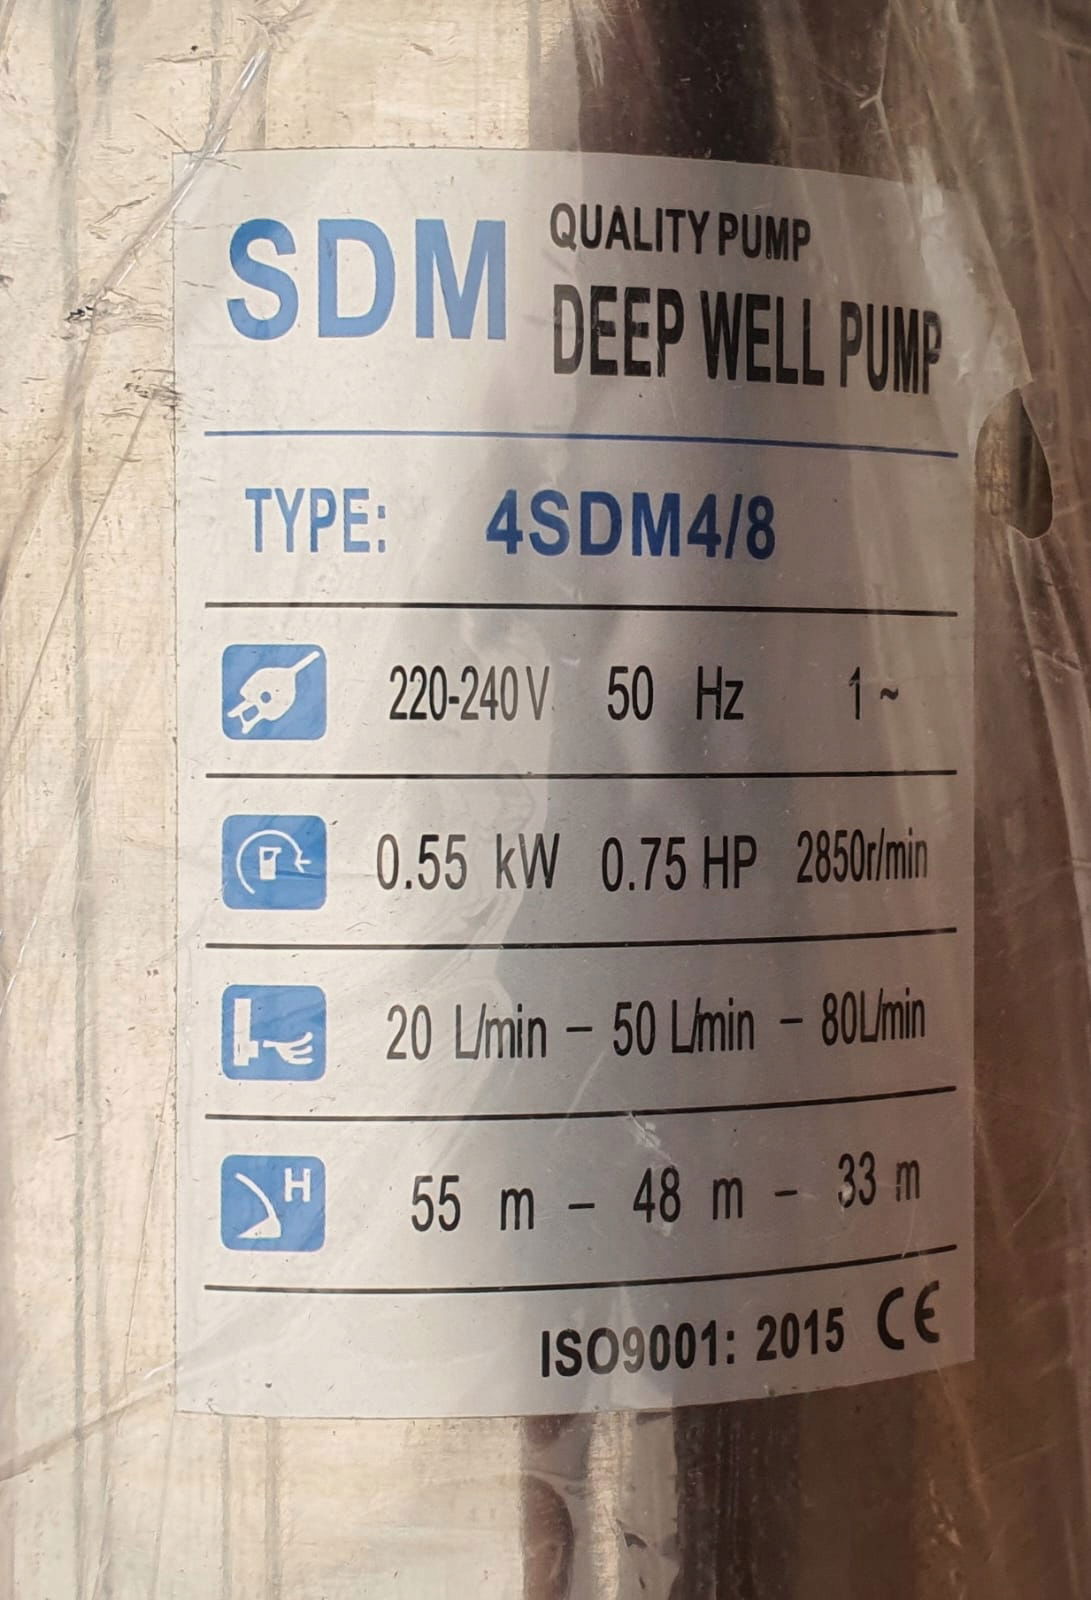 SDM QUALITY PUMP
DEEP WELL PUMP
TYPE: 4SDM4/8
220-240V 50 Hz 1 ~
0.55 kW 0.75 HP 2850r/min
20 L/min – 50 L/min – 80L/min
H 55 m – 48 m – 33 m
ISO9001: 2015 CE